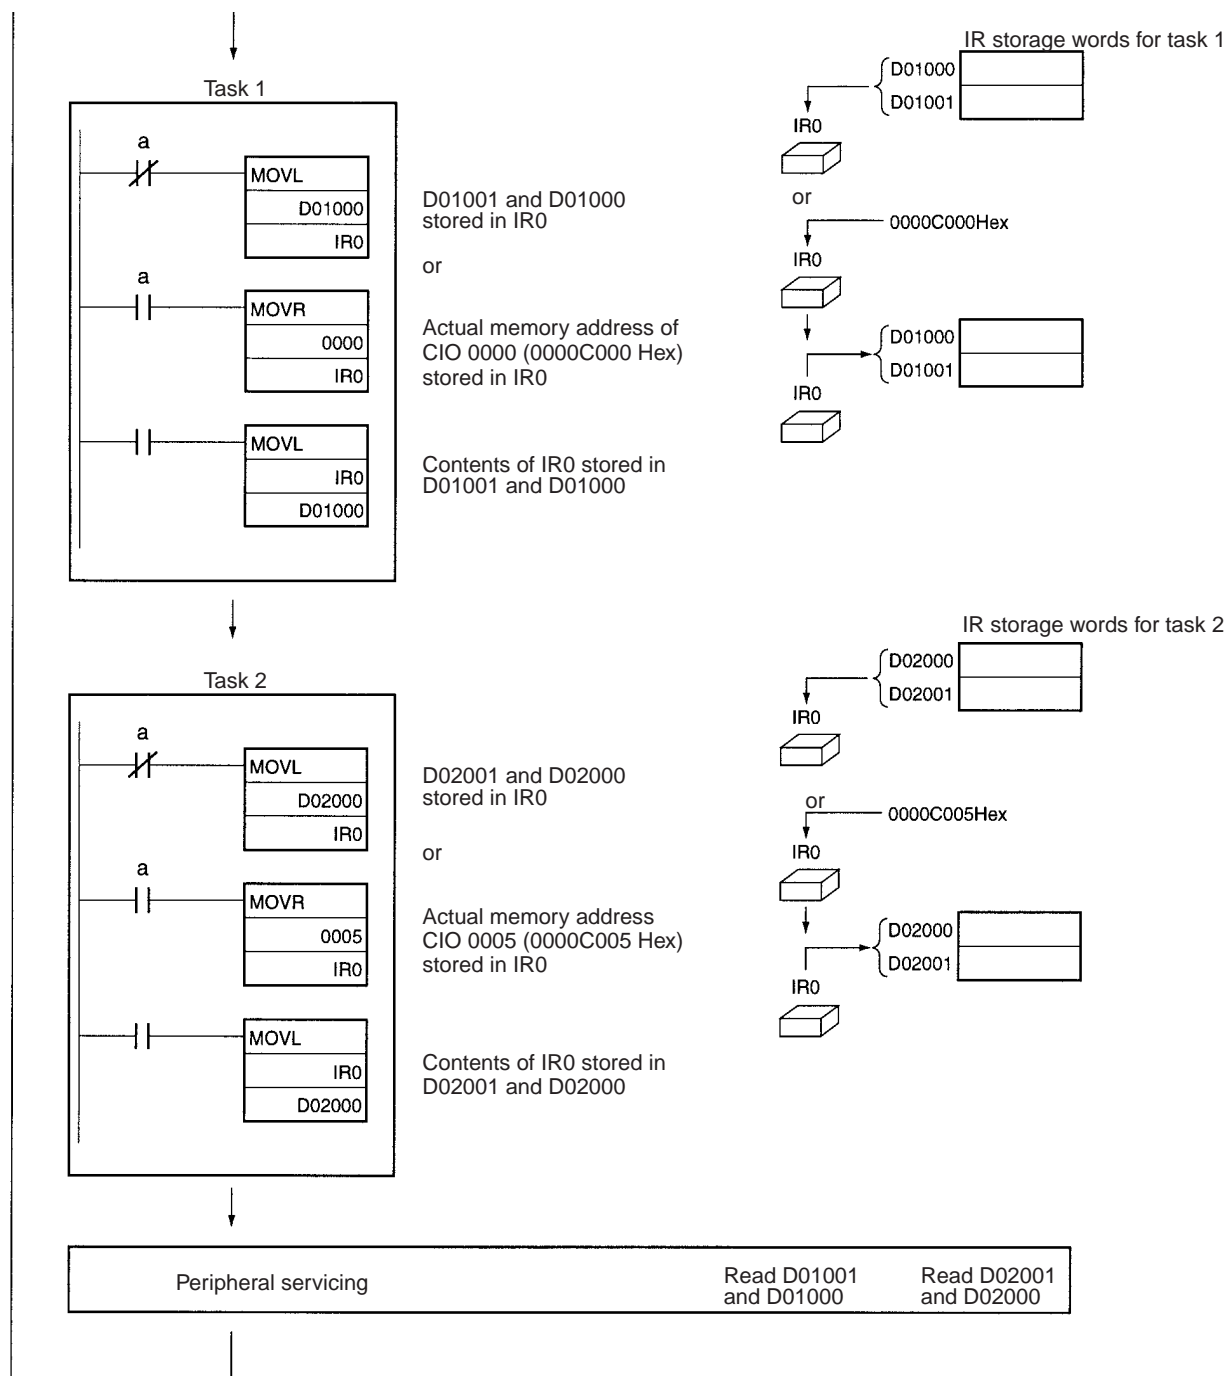 IR storage words for task 1
Task 1
D01000
D01001
IR0
a
MOVL
D01000
IR0
D01001 and D01000
stored in IR0
or
0000C000Hex
IR0
or
a
MOVR
0000
IR0
Actual memory address of
CIO 0000 (0000C000 Hex)
stored in IR0
D01000
D01001
IR0
MOVL
IR0
D01000
Contents of IR0 stored in
D01001 and D01000
IR storage words for task 2
Task 2
D02000
D02001
IR0
a
MOVL
D02000
IR0
D02001 and D02000
stored in IR0
or
0000C005Hex
IR0
or
a
MOVR
0005
IR0
Actual memory address
CIO 0005 (0000C005 Hex)
stored in IR0
D02000
D02001
IR0
MOVL
IR0
D02000
Contents of IR0 stored in
D02001 and D02000
Peripheral servicing
Read D01001
and D01000
Read D02001
and D02000